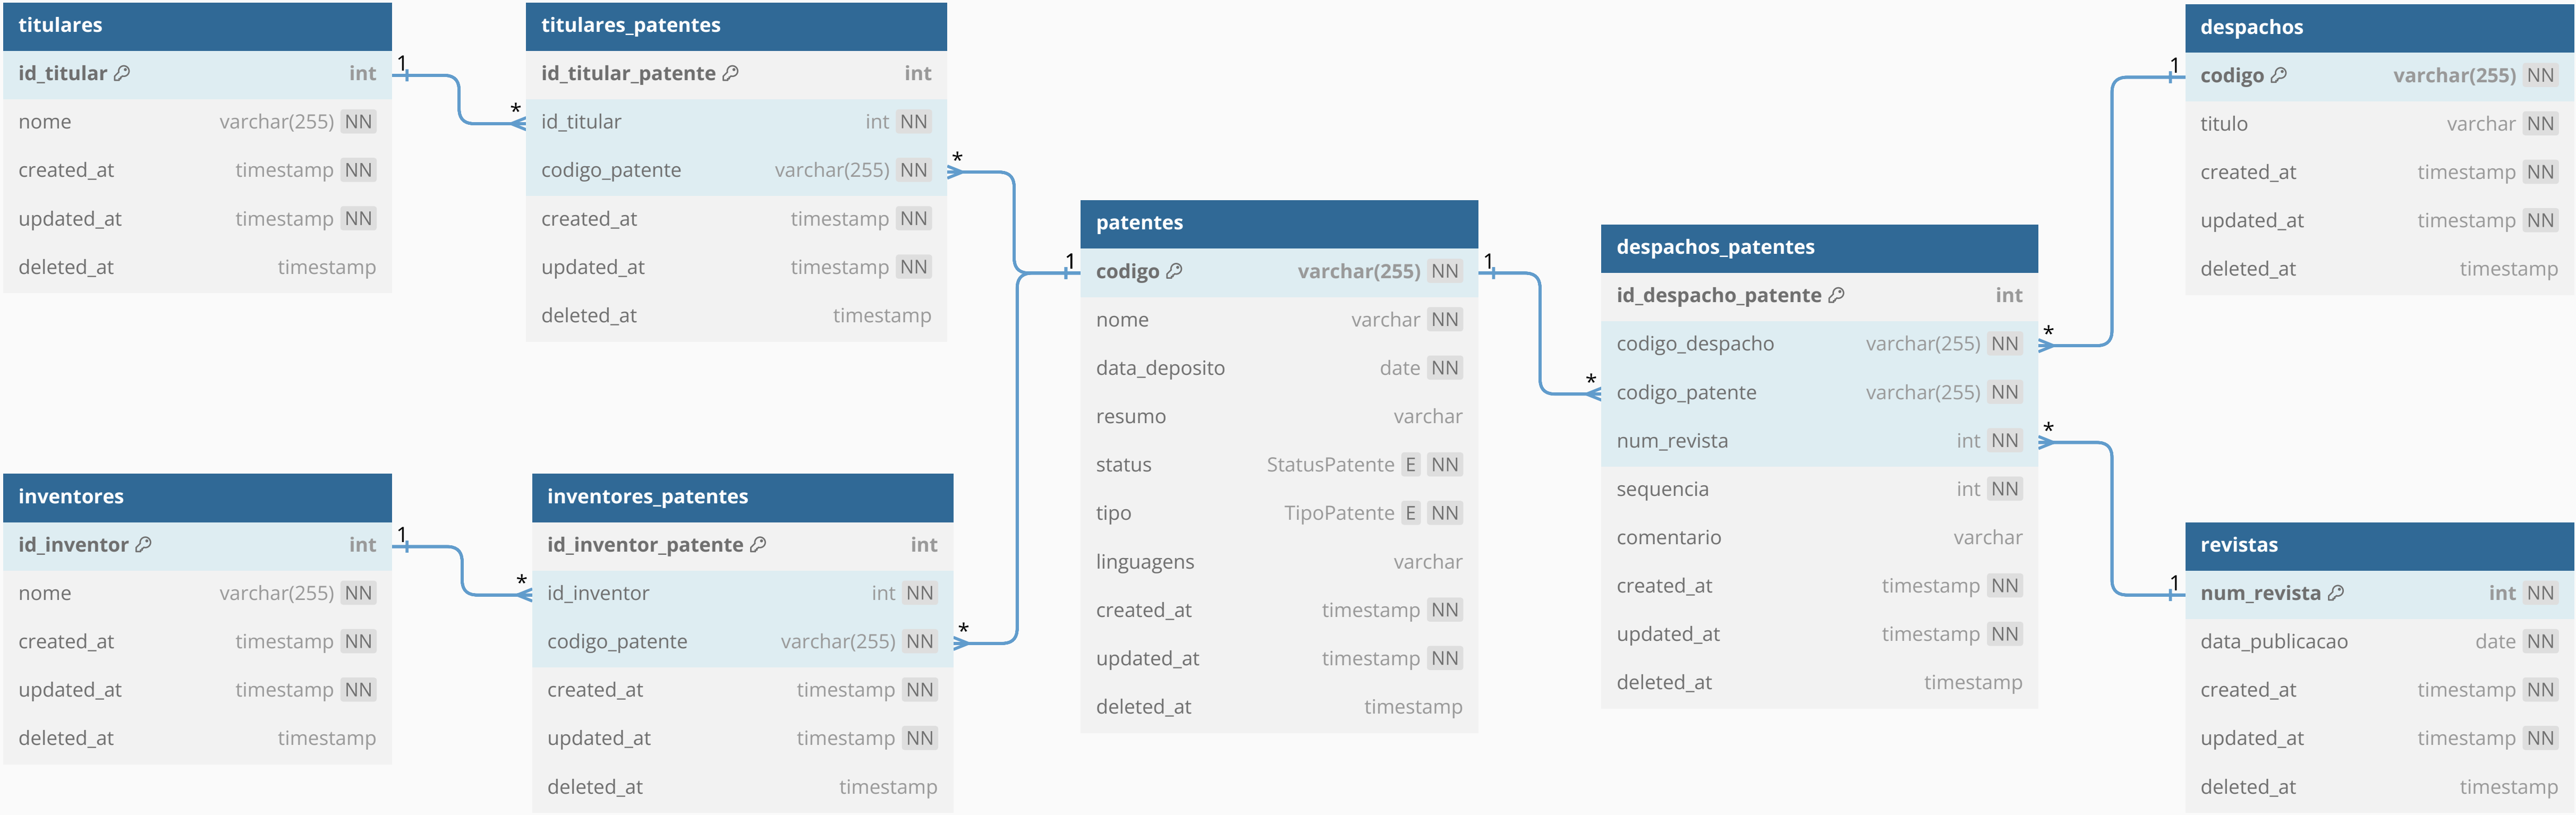 titulares
id_titular int
nome varchar(255) NN
created_at timestamp NN
updated_at timestamp NN
deleted_at timestamp
1
*
titulares_patentes
id_titular_patente int
id_titular int NN
codigo_patente varchar(255) NN
created_at timestamp NN
updated_at timestamp NN
deleted_at timestamp
*
1
inventores
id_inventor int
nome varchar(255) NN
created_at timestamp NN
updated_at timestamp NN
deleted_at timestamp
1
*
inventores_patentes
id_inventor_patente int
id_inventor int NN
codigo_patente varchar(255) NN
created_at timestamp NN
updated_at timestamp NN
deleted_at timestamp
*
patentes
codigo varchar(255) NN
nome varchar NN
data_deposito date NN
resumo varchar
status StatusPatente E NN
tipo TipoPatente E NN
linguagens varchar
created_at timestamp NN
updated_at timestamp NN
deleted_at timestamp
1
*
despachos_patentes
id_despacho_patente int
codigo_despacho varchar(255) NN
codigo_patente varchar(255) NN
num_revista int NN
sequencia int NN
comentario varchar
created_at timestamp NN
updated_at timestamp NN
deleted_at timestamp
*
*
1
despachos
codigo varchar(255) NN
titulo varchar NN
created_at timestamp NN
updated_at timestamp NN
deleted_at timestamp
1
revistas
num_revista int NN
data_publicacao date NN
created_at timestamp NN
updated_at timestamp NN
deleted_at timestamp